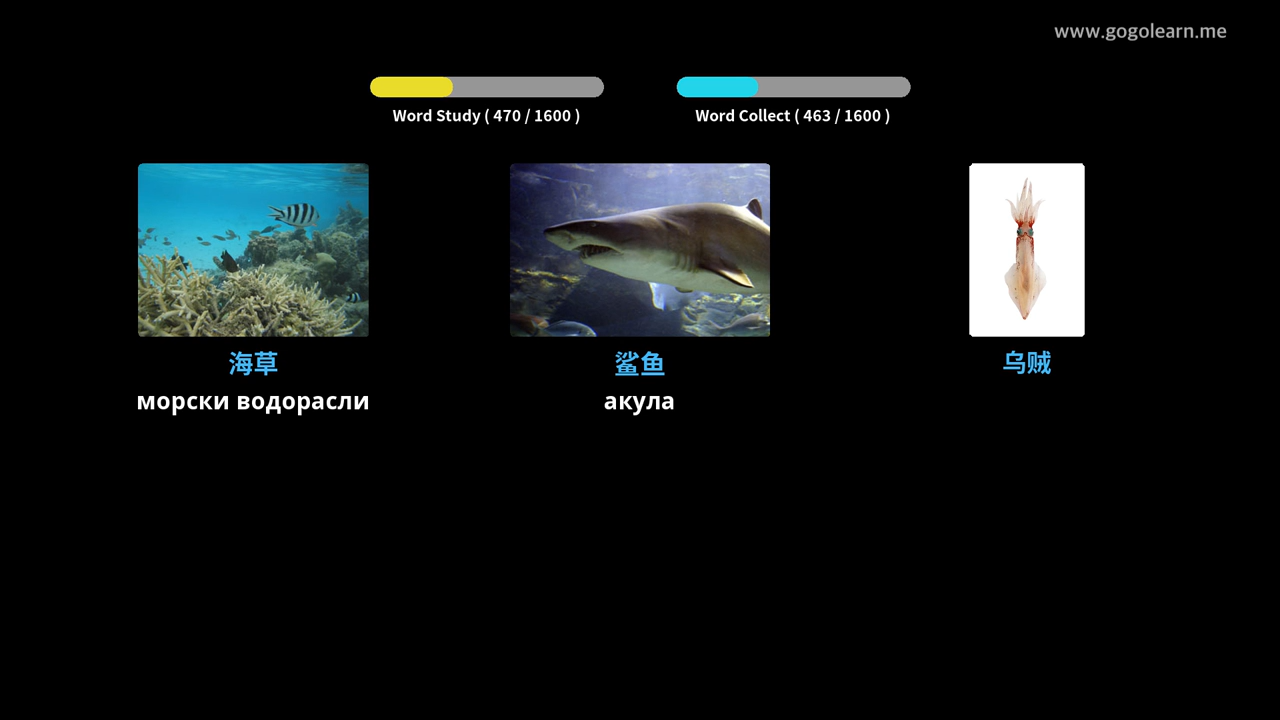 www.gogolearn.me
Word Study ( 470 / 1600 )
Word Collect ( 463 / 1600 )
海草
鲨鱼
乌贼
морски водорасли
акула